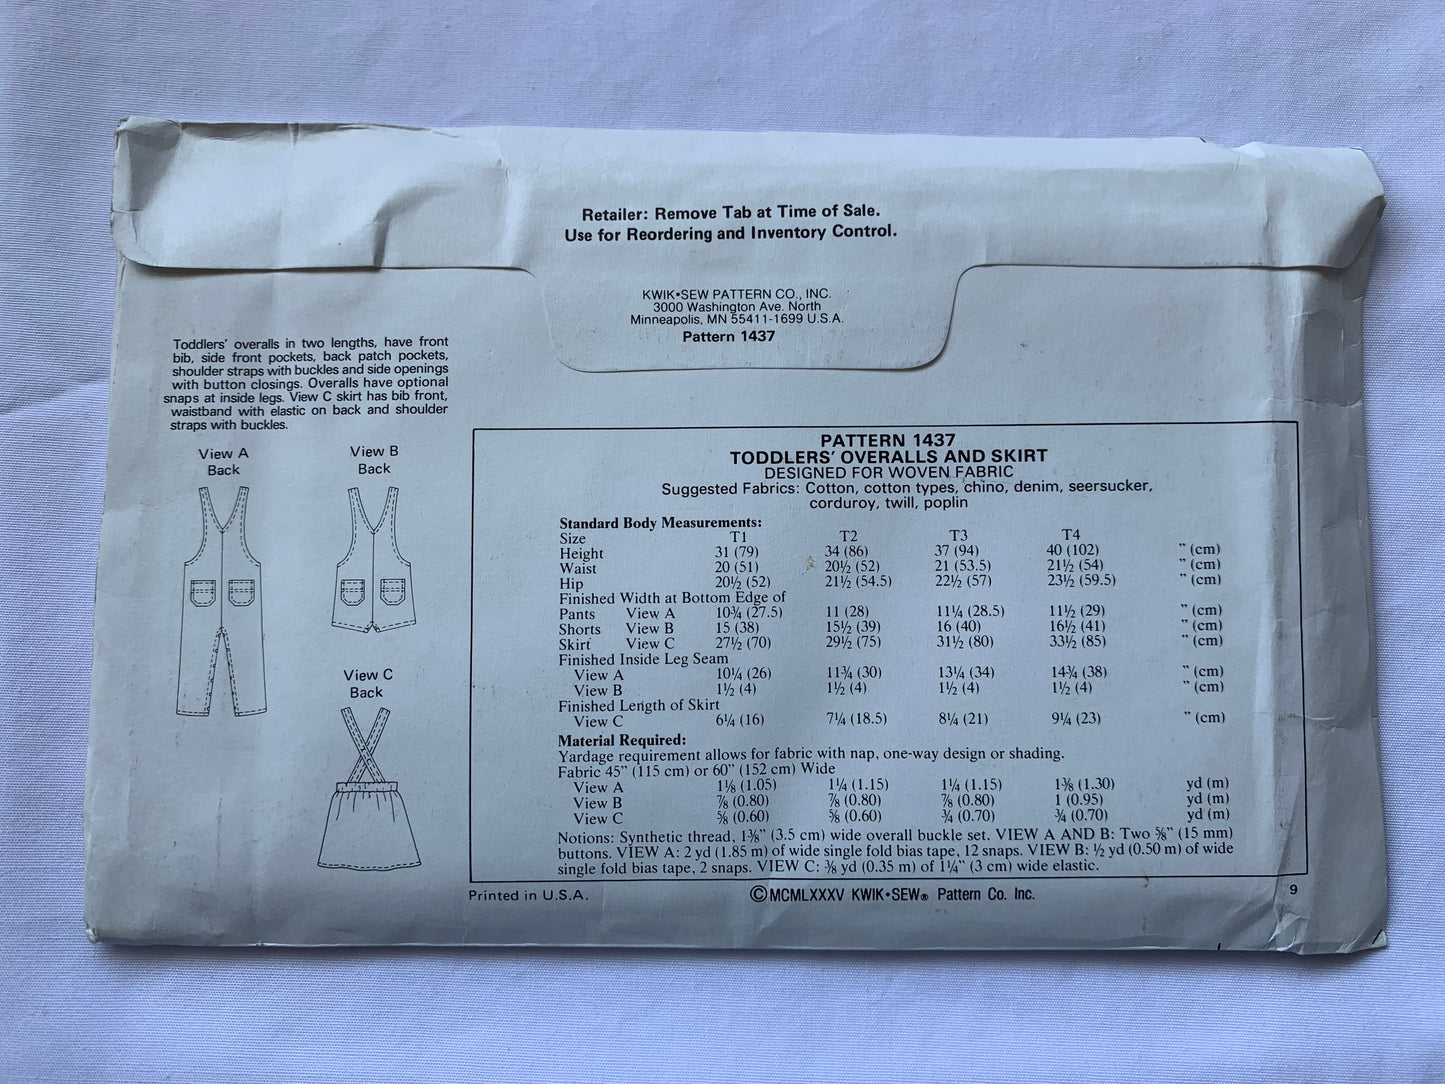 Retailer: Remove Tab at Time of Sale.
Use for Reordering and Inventory Control.
KWIK•SEW PATTERN CO., INC.
3000 Washington Ave. North
Minneapolis, MN 55411-1699 U.S.A.
Pattern 1437
Toddlers' overalls in two lengths, have front
bib, side front pockets, back patch pockets,
shoulder straps with buckles and side openings
with button closings. Overalls have optional
snaps at inside legs. View C skirt has bib front,
waistband with elastic on back and shoulder
straps with buckles.
View A
Back
View B
Back
View C
Back
PATTERN 1437
TODDLERS' OVERALLS AND SKIRT
DESIGNED FOR WOVEN FABRIC
Suggested Fabrics: Cotton, cotton types, chino, denim, seersucker,
corduroy, twill, poplin
Standard Body Measurements:
Size T1 T2 T3 T4
Height 31 (79) 34 (86) 37 (94) 40 (102) " (cm)
Waist 20 (51) 20½ (52) 21 (53.5) 21½ (54) " (cm)
Hip 20½ (52) 21½ (54.5) 22½ (57) 23½ (59.5) " (cm)
Finished Width at Bottom Edge of
Pants View A 10¾ (27.5) 11 (28) 11¼ (28.5) 11½ (29) " (cm)
Shorts View B 15 (38) 15½ (39) 16 (40) 16½ (41) " (cm)
Skirt View C 27½ (70) 29½ (75) 31½ (80) 33½ (85) " (cm)
Finished Inside Leg Seam
View A 10¼ (26) 11¾ (30) 13¼ (34) 14¾ (38) " (cm)
View B 1½ (4) 1½ (4) 1½ (4) 1½ (4) " (cm)
Finished Length of Skirt
View C 6¼ (16) 7¼ (18.5) 8¼ (21) 9¼ (23) " (cm)
Material Required:
Yardage requirement allows for fabric with nap, one-way design or shading.
Fabric 45" (115 cm) or 60" (152 cm) Wide
View A 1⅛ (1.05) 1¼ (1.15) 1¼ (1.15) 1⅜ (1.30) yd (m)
View B ⅞ (0.80) ⅞ (0.80) ⅞ (0.80) 1 (0.95) yd (m)
View C ⅝ (0.60) ⅝ (0.60) ¾ (0.70) ¾ (0.70) yd (m)
Notions: Synthetic thread, 1⅜" (3.5 cm) wide overall buckle set. VIEW A AND B: Two ⅝" (15 mm)
buttons. VIEW A: 2 yd (1.85 m) of wide single fold bias tape, 12 snaps. VIEW B: ½ yd (0.50 m) of wide
single fold bias tape, 2 snaps. VIEW C: ⅜ yd (0.35 m) of 1¼" (3 cm) wide elastic.
Printed in U.S.A.
©MCMLXXXV KWIK•SEW® Pattern Co. Inc.
9